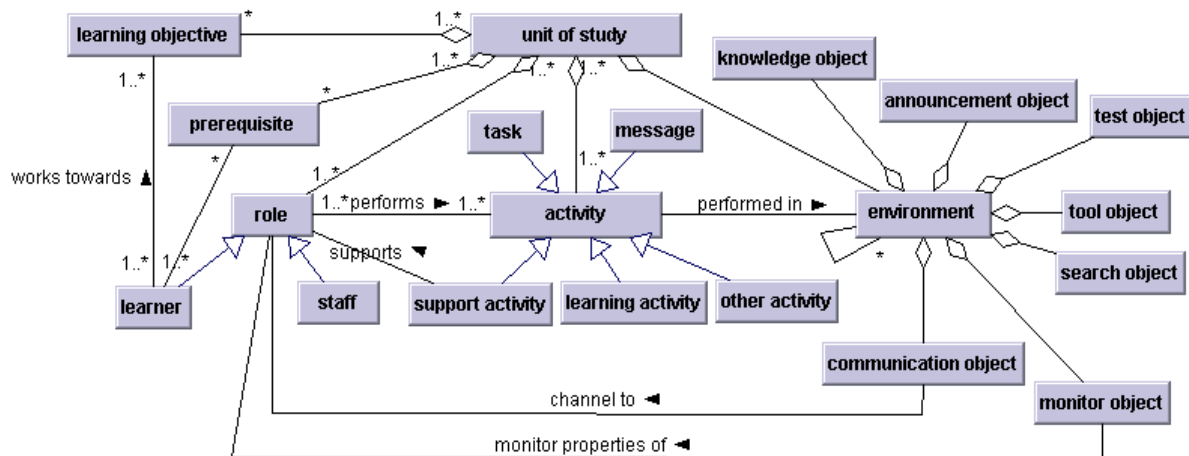 learning objective * 1..* unit of study
1..* 1..* 1..* 1..*
knowledge object
announcement object
test object
1..* * prerequisite
task message
* 1..* 1..*
works towards
role 1..* performs 1..* activity performed in environment tool object
supports *
search object
1..* 1..*
learner staff support activity learning activity other activity
communication object
monitor object
channel to
monitor properties of